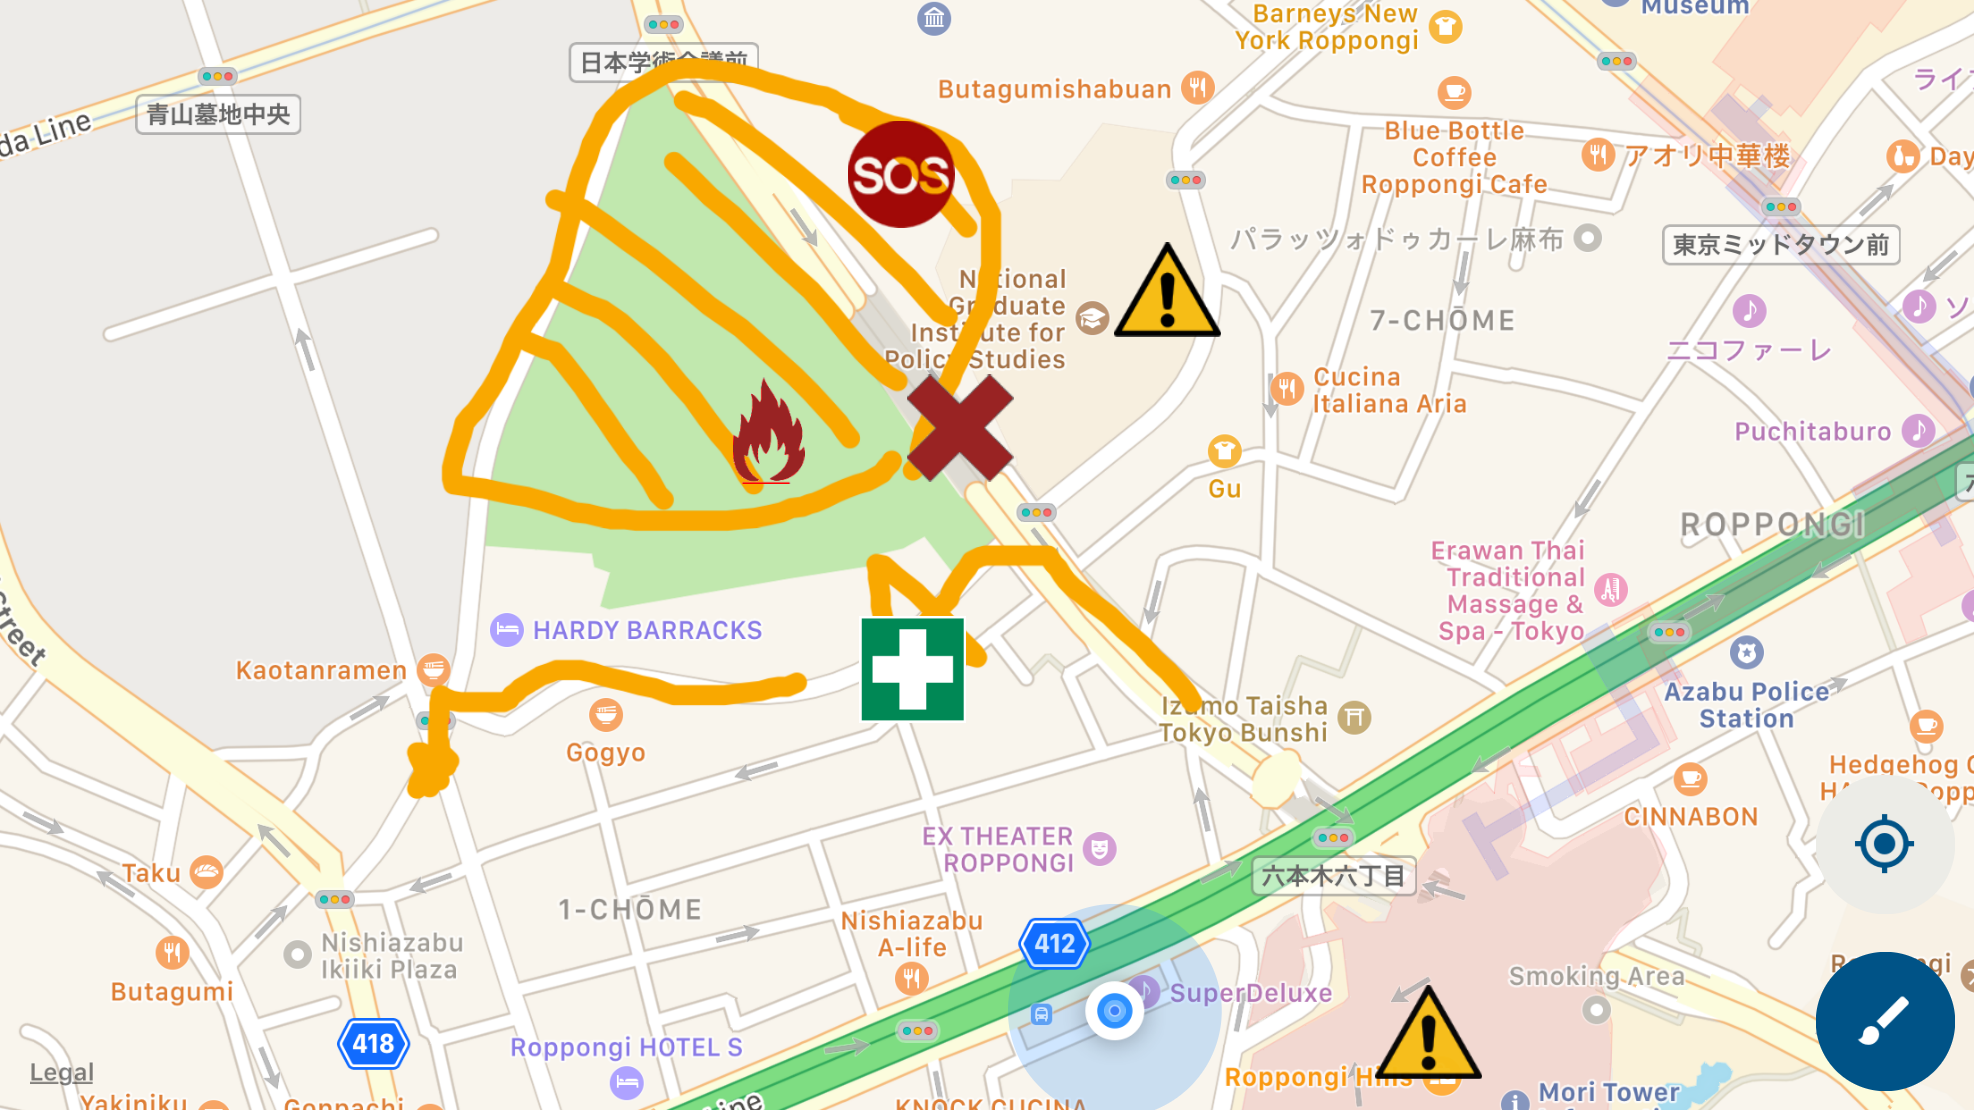 Museum
Barneys New
York Roppongi
日本学術会議前
Butagumishabuan
青山墓地中央
da Line
Blue Bottle
Coffee
Roppongi Cafe
アオリ中華楼
ライ
Day
SOS
パラッツォドゥカーレ麻布
東京ミッドタウン前
National
Graduate
Institute for
Policy Studies
7-CHŌME
ニコファーレ
ソ
Cucina
Italiana Aria
Puchitaburo
Gu
ROPPONGI
Erawan Thai
Traditional
Massage &
Spa - Tokyo
Street
HARDY BARRACKS
Kaotanramen
Gogyo
Izumo Taisha
Tokyo Bunshi
Azabu Police
Station
Hedgehog
CINNABON
EX THEATER
ROPPONGI
六本木六丁目
Taku
1-CHŌME
Nishiazabu
A-life
412
Nishiazabu
Ikiiki Plaza
Butagumi
SuperDeluxe
Smoking Area
418
Roppongi HOTEL S
Legal
Roppongi Hills
Mori Tower
Yakiniku
Gonpachi
Line
KNOCK CUCINA